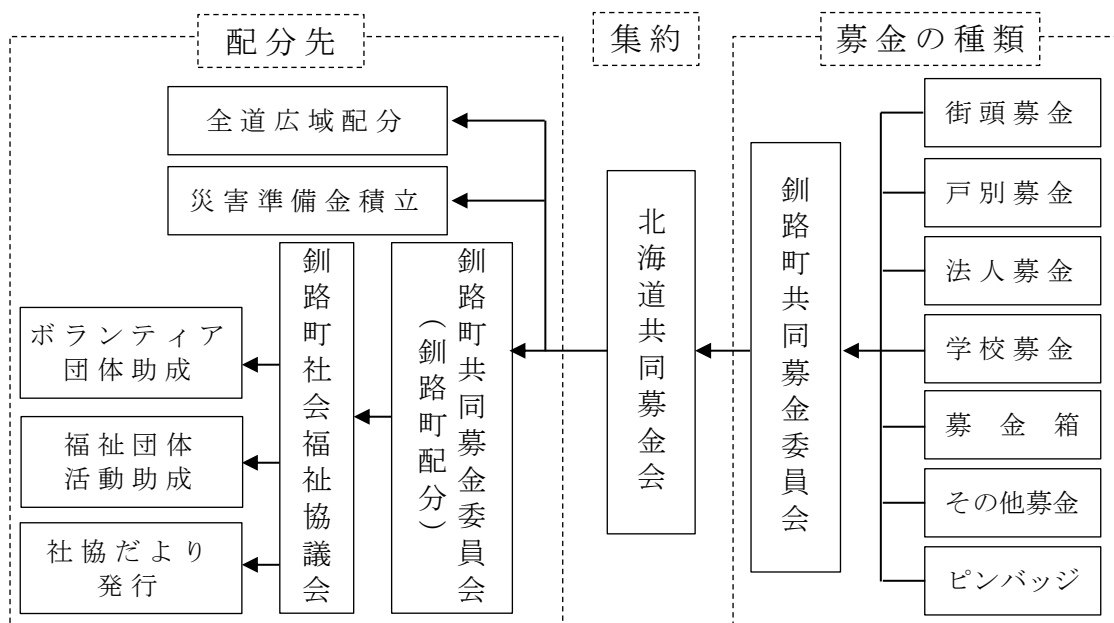 配分先
集約
募金の種類
全道広域配分
災害準備金積立
釧路町社会福祉協議会
釧路町共同募金委員会
（釧路町配分）
ボランティア
団体助成
福祉団体
活動助成
社協だより
発行
北海道共同募金会
釧路町共同募金委員会
街頭募金
戸別募金
法人募金
学校募金
募金箱
その他募金
ピンバッジ